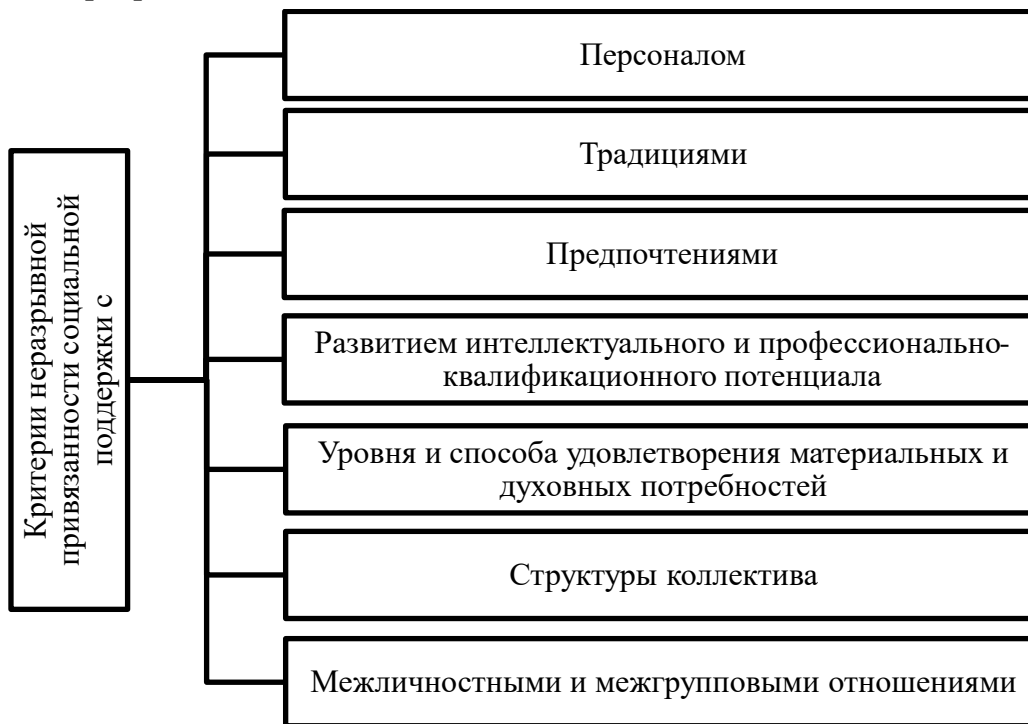 Критерии неразрывной
привязанности социальной
поддержки с
Персоналом
Традициями
Предпочтениями
Развитием интеллектуального и профессионально-
квалификационного потенциала
Уровня и способа удовлетворения материальных и
духовных потребностей
Структуры коллектива
Межличностными и межгрупповыми отношениями